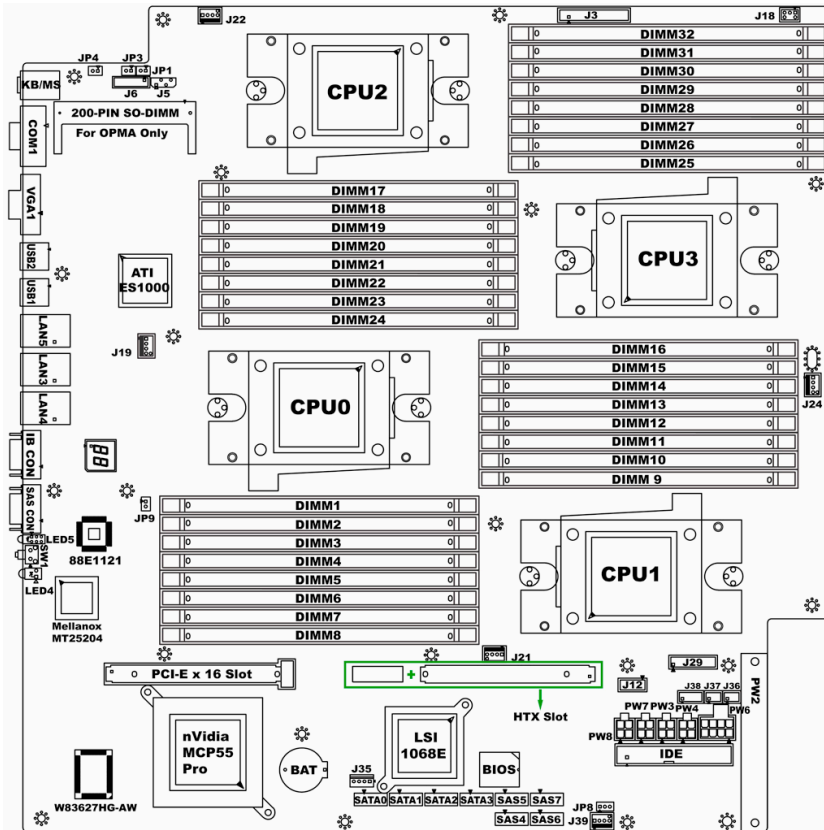 J22
J3
J18
DIMM32
DIMM31
DIMM30
DIMM29
DIMM28
DIMM27
DIMM26
DIMM25
CPU2
JP4
JP3
JP1
J6
J5
KB/MS
200-PIN SO-DIMM
For OPMA Only
COM1
VGA1
USB2
USB1
ATI
ES1000
DIMM17
DIMM18
DIMM19
DIMM20
DIMM21
DIMM22
DIMM23
DIMM24
CPU3
LAN5
LAN3
LAN4
J19
CPU0
DIMM16
DIMM15
DIMM14
DIMM13
DIMM12
DIMM11
DIMM10
DIMM 9
J24
IB CON
SAS CON
88
JP9
LED5
SW1
LED4
88E1121
Mellanox
MT25204
DIMM1
DIMM2
DIMM3
DIMM4
DIMM5
DIMM6
DIMM7
DIMM8
CPU1
PCI-E x 16 Slot
J21
+
HTX Slot
J29
J12
J38
J37
J36
PW2
PW7
PW3
PW4
PW6
PW8
IDE
nVidia
MCP55
Pro
BAT
LSI
1068E
BIOS
J35
W83627HG-AW
SATA0
SATA1
SATA2
SATA3
SAS5
SAS7
SAS4
SAS6
JP8
J39